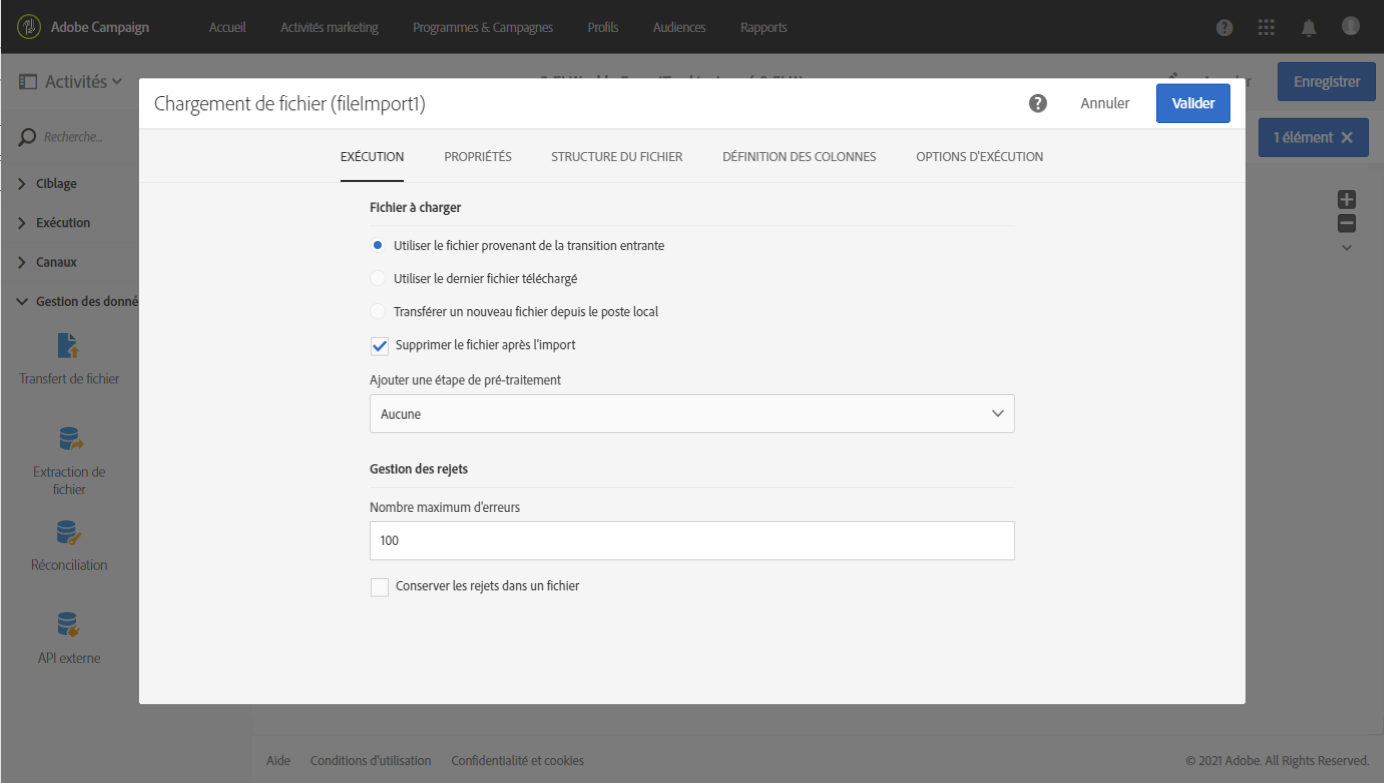 Adobe Campaign Accueil Activités marketing Programmes & Campagnes Profils Audiences Rapports
Activités
Enregistrer
Chargement de fichier (fileImport1) Annuler Valider
Recherche...
1 élément
EXÉCUTION PROPRIÉTÉS STRUCTURE DU FICHIER DÉFINITION DES COLONNES OPTIONS D'EXÉCUTION
Ciblage
Exécution
Canaux
Gestion des donné
Transfert de fichier
Extraction de
fichier
Réconciliation
API externe
Fichier à charger
Utiliser le fichier provenant de la transition entrante
Utiliser le dernier fichier téléchargé
Transférer un nouveau fichier depuis le poste local
Supprimer le fichier après l'import
Ajouter une étape de pré-traitement
Aucune
Gestion des rejets
Nombre maximum d'erreurs
100
Conserver les rejets dans un fichier
Aide Conditions d'utilisation Confidentialité et cookies © 2021 Adobe. All Rights Reserved.